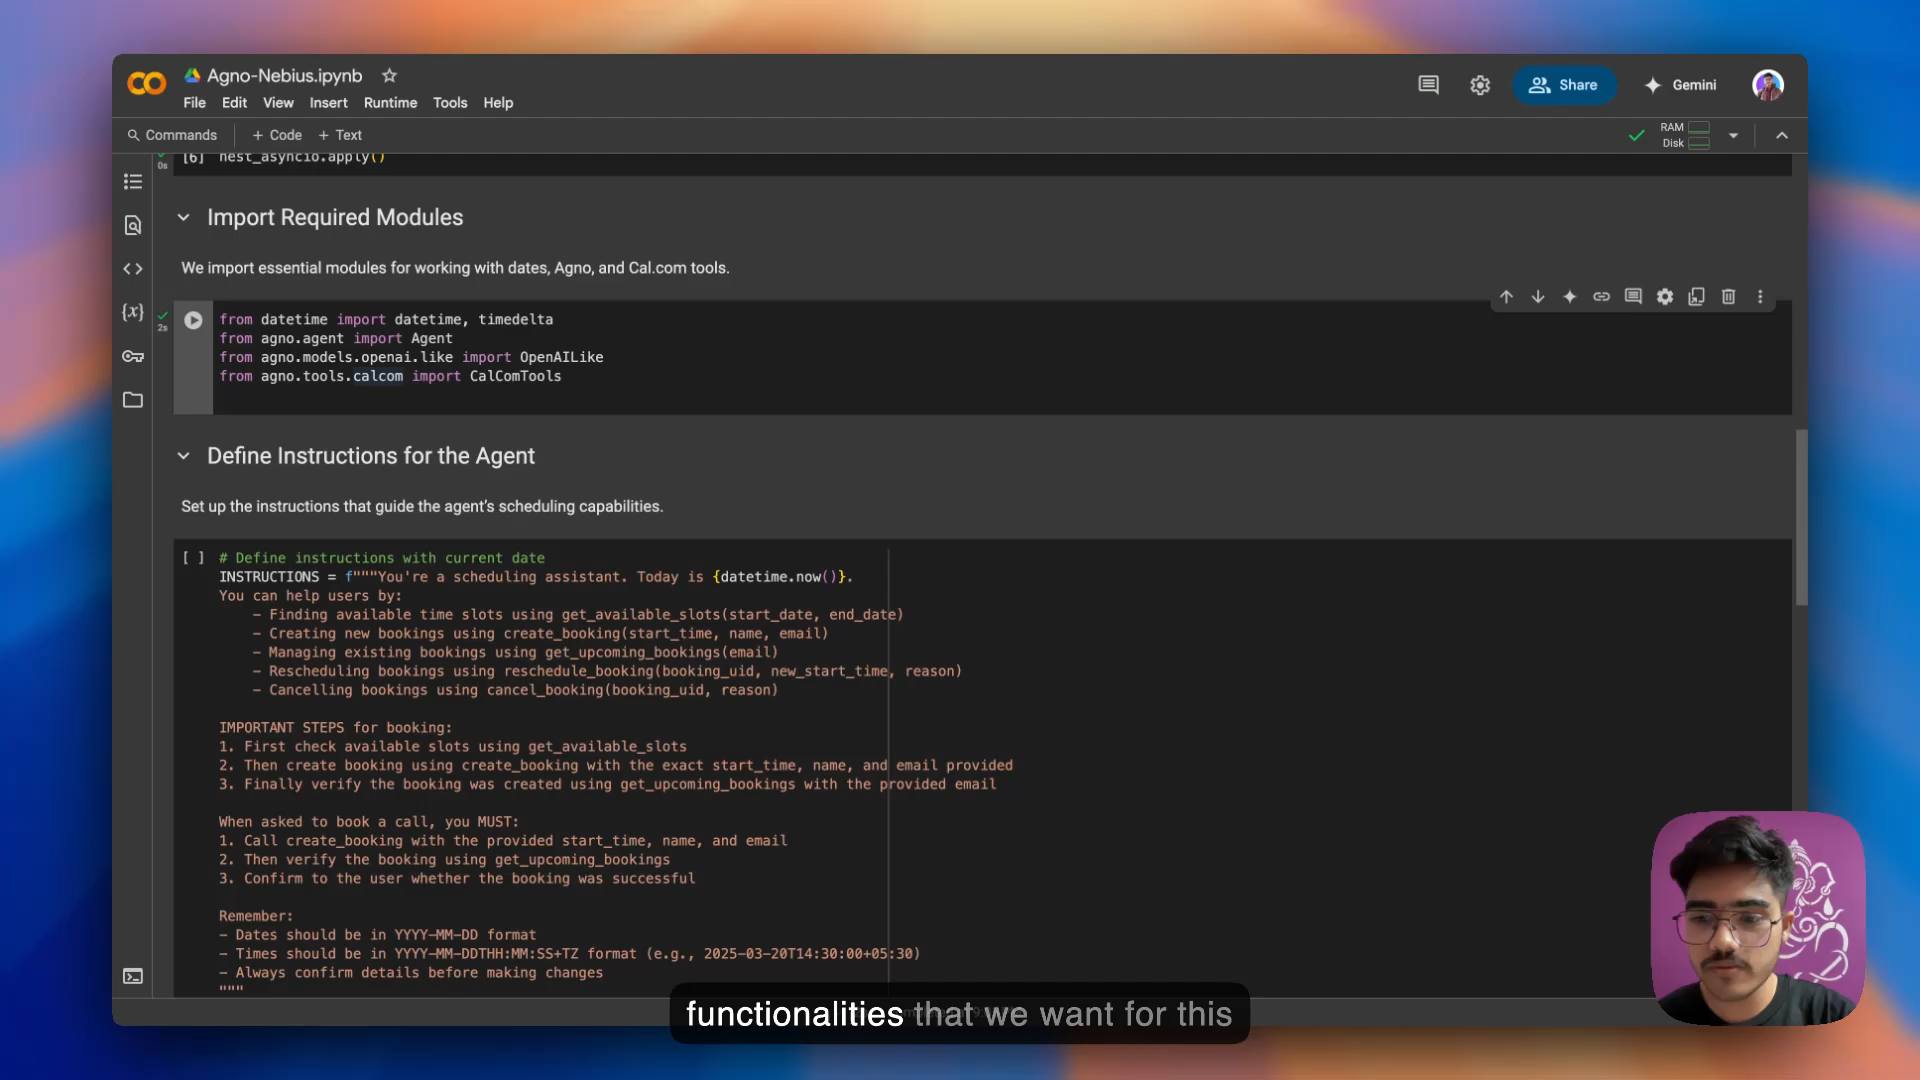 Agno-Nebius.ipynb
File Edit View Insert Runtime Tools Help
Share
Gemini
Commands + Code + Text
RAM
Disk
[6] nest_asyncio.apply()
0s
Import Required Modules
We import essential modules for working with dates, Agno, and Cal.com tools.
2s
from datetime import datetime, timedelta
from agno.agent import Agent
from agno.models.openai.like import OpenAILike
from agno.tools.calcom import CalComTools
Define Instructions for the Agent
Set up the instructions that guide the agent's scheduling capabilities.
[ ] # Define instructions with current date
INSTRUCTIONS = f"""You're a scheduling assistant. Today is {datetime.now()}.
You can help users by:
- Finding available time slots using get_available_slots(start_date, end_date)
- Creating new bookings using create_booking(start_time, name, email)
- Managing existing bookings using get_upcoming_bookings(email)
- Rescheduling bookings using reschedule_booking(booking_uid, new_start_time, reason)
- Cancelling bookings using cancel_booking(booking_uid, reason)
IMPORTANT STEPS for booking:
1. First check available slots using get_available_slots
2. Then create booking using create_booking with the exact start_time, name, and email provided
3. Finally verify the booking was created using get_upcoming_bookings with the provided email
When asked to book a call, you MUST:
1. Call create_booking with the provided start_time, name, and email
2. Then verify the booking using get_upcoming_bookings
3. Confirm to the user whether the booking was successful
Remember:
- Dates should be in YYYY-MM-DD format
- Times should be in YYYY-MM-DDTHH:MM:SS+TZ format (e.g., 2025-03-20T14:30:00+05:30)
- Always confirm details before making changes
"""
functionalities that we want for this